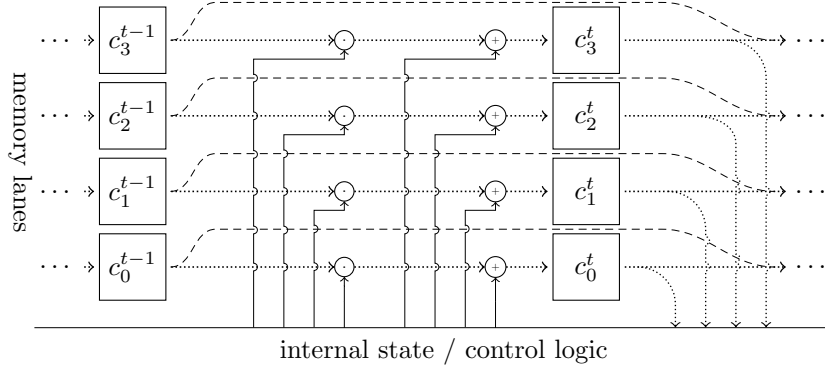 ··· c_3^{t−1} · + c_3^t ···
··· c_2^{t−1} · + c_2^t ···
··· c_1^{t−1} · + c_1^t ···
··· c_0^{t−1} · + c_0^t ···
memory lanes
internal state / control logic